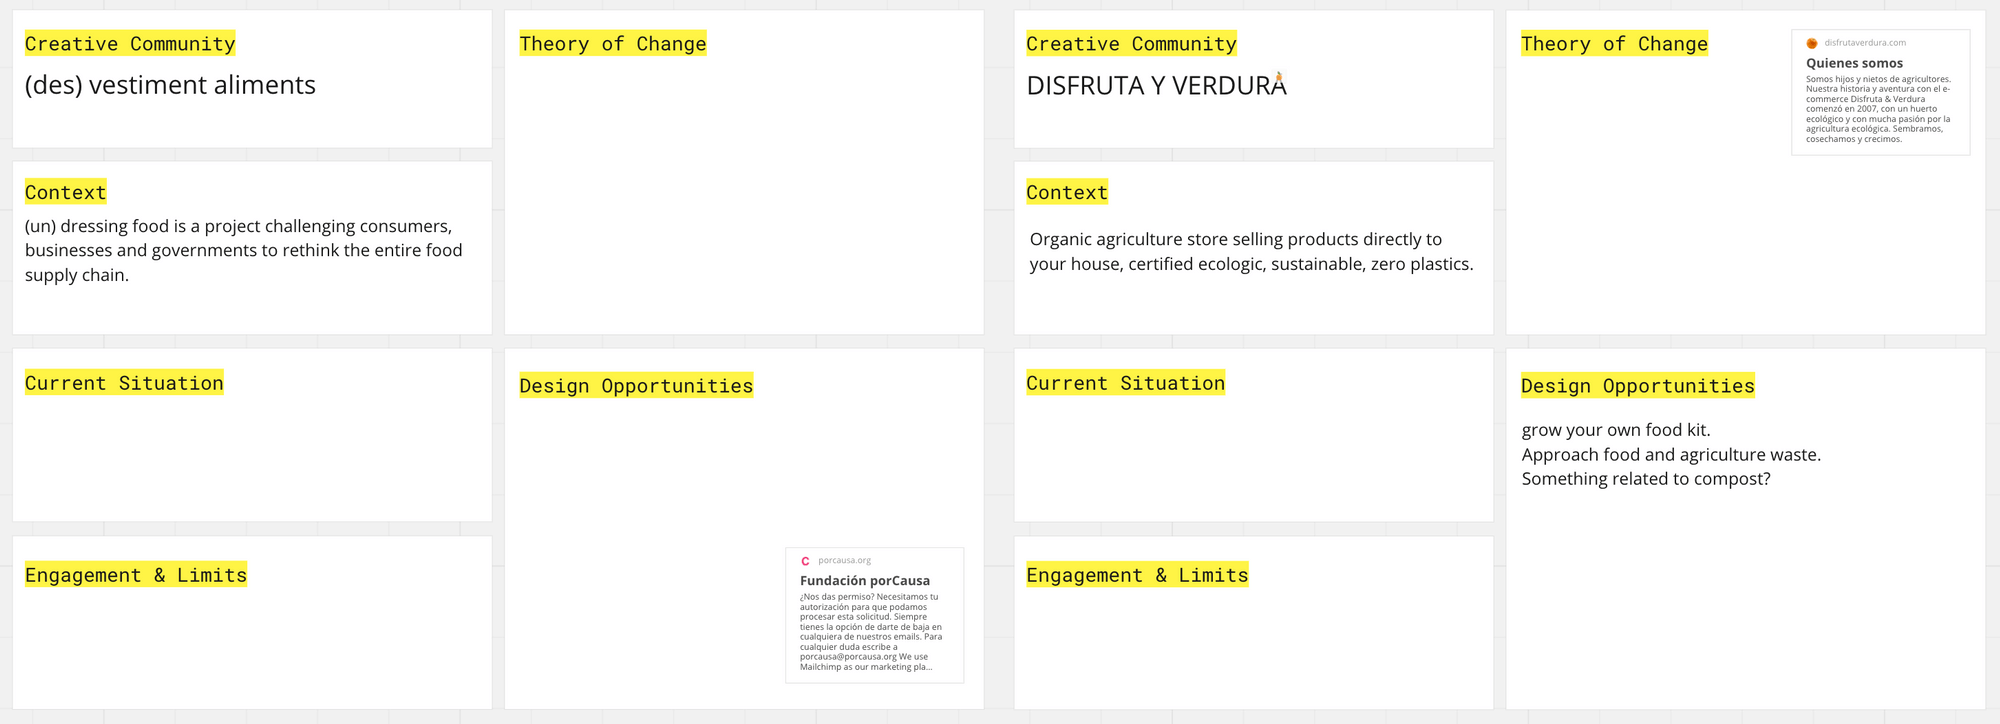 Creative Community
(des) vestiment aliments
Context
(un) dressing food is a project challenging consumers,
businesses and governments to rethink the entire food
supply chain.
Current Situation
Engagement & Limits
Theory of Change
Design Opportunities
porcausa.org
Fundación porCausa
¿Nos das permiso? Necesitamos tu
autorización para que podamos
procesar esta solicitud. Siempre
tienes la opción de darte de baja en
cualquiera de nuestros emails. Para
cualquier duda escribe a
porcausa@porcausa.org We use
Mailchimp as our marketing pla...
Creative Community
DISFRUTA Y VERDURA
Context
Organic agriculture store selling products directly to
your house, certified ecologic, sustainable, zero plastics.
Current Situation
Engagement & Limits
Theory of Change
disfrutaverdura.com
Quienes somos
Somos hijos y nietos de agricultores.
Nuestra historia y aventura con el e-
commerce Disfruta & Verdura
comenzó en 2007, con un huerto
ecológico y con mucha pasión por la
agricultura ecológica. Sembramos,
cosechamos y crecimos.
Design Opportunities
grow your own food kit.
Approach food and agriculture waste.
Something related to compost?